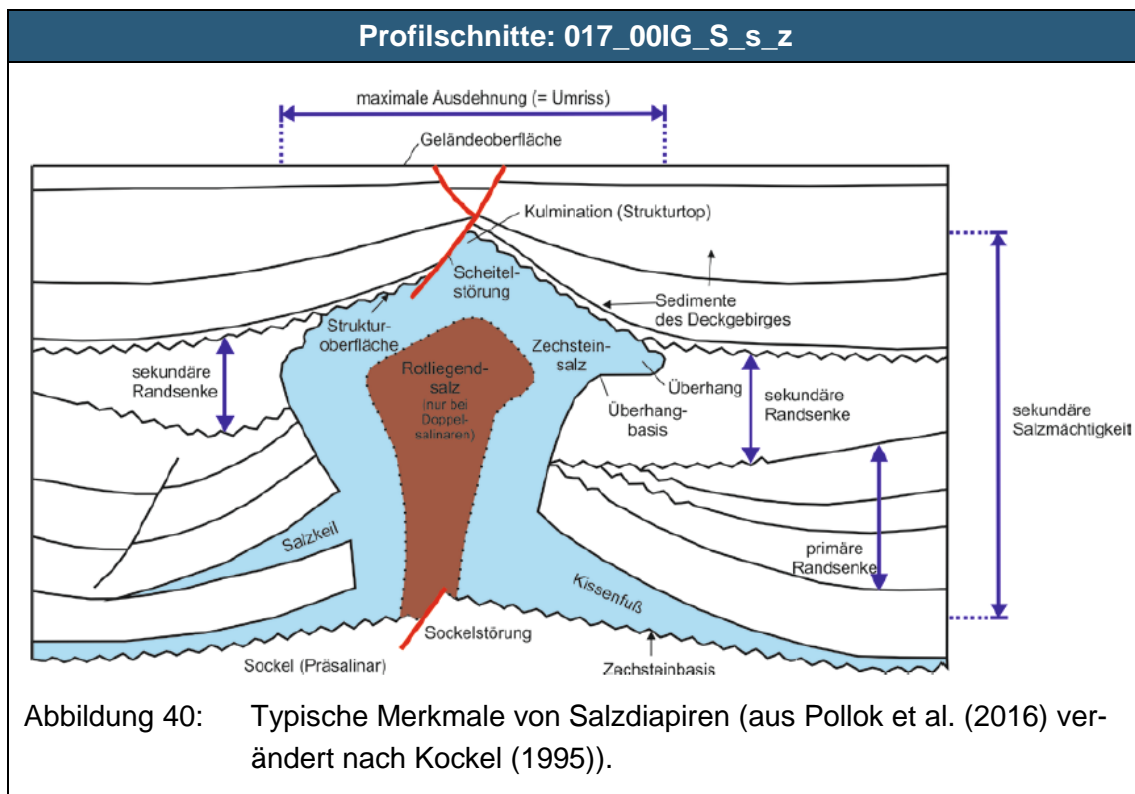 Profilschnitte: 017_00IG_S_s_z
maximale Ausdehnung (= Umriss)
Geländeoberfläche
Kulmination (Strukturtop)
Scheitel-
störung
Sedimente
des Deckgebirges
Struktur-
oberfläche
Zechstein-
salz
sekundäre
Randsenke
Rotliegend-
salz
(nur bei
Doppel-
salinaren)
Überhang
Überhang-
basis
sekundäre
Randsenke
sekundäre
Salzmächtigkeit
Salzkeil
primäre
Randsenke
Kissenfuß
Sockelstörung
Sockel (Präsalinar)
Zechsteinbasis
Abbildung 40: Typische Merkmale von Salzdiapiren (aus Pollok et al. (2016) ver-
ändert nach Kockel (1995)).